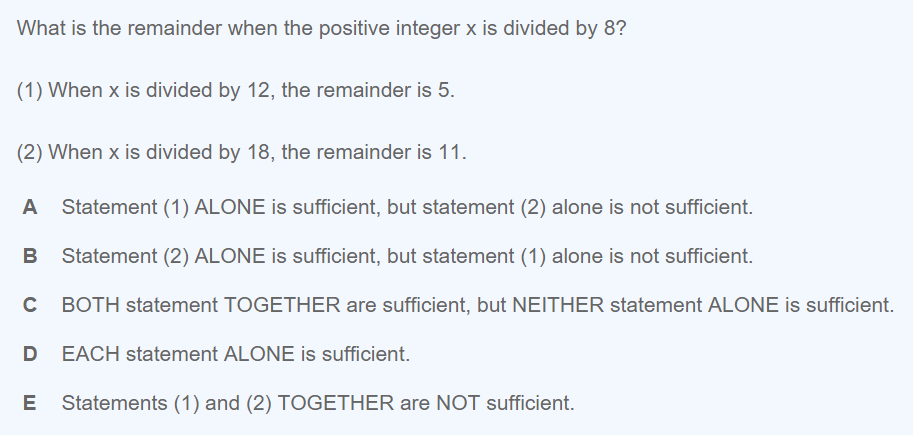 What is the remainder when the positive integer x is divided by 8?
(1) When x is divided by 12, the remainder is 5.
(2) When x is divided by 18, the remainder is 11.
A Statement (1) ALONE is sufficient, but statement (2) alone is not sufficient.
B Statement (2) ALONE is sufficient, but statement (1) alone is not sufficient.
C BOTH statement TOGETHER are sufficient, but NEITHER statement ALONE is sufficient.
D EACH statement ALONE is sufficient.
E Statements (1) and (2) TOGETHER are NOT sufficient.